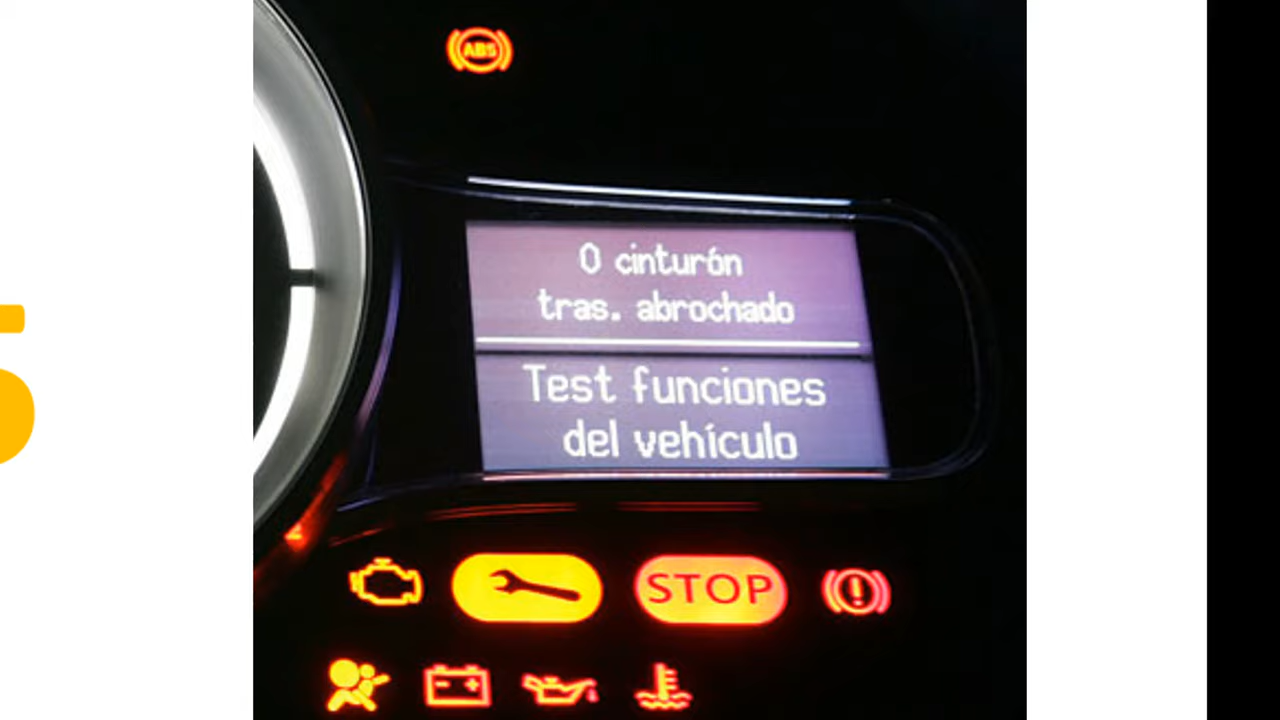 ABS
0 cinturón
tras. abrochado
Test funciones
del vehículo
STOP